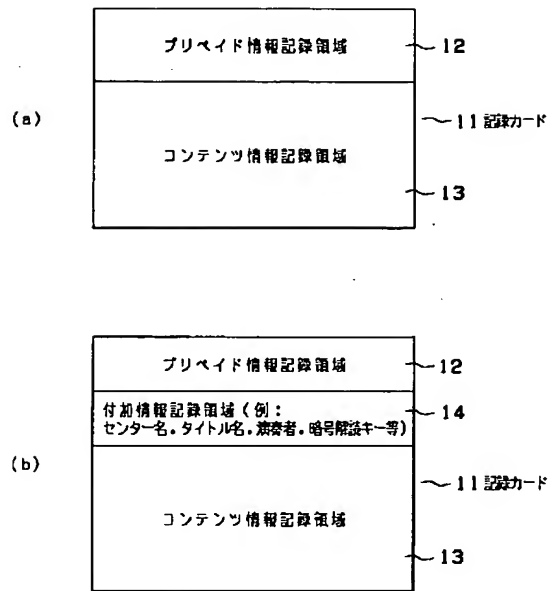 (a)
プリペイド情報記録領域
12
11 記録カード
コンテンツ情報記録領域
13
(b)
プリペイド情報記録領域
12
付加情報記録領域(例:
センター名.タイトル名.演奏者.暗号解読キー等)
14
11 記録カード
コンテンツ情報記録領域
13